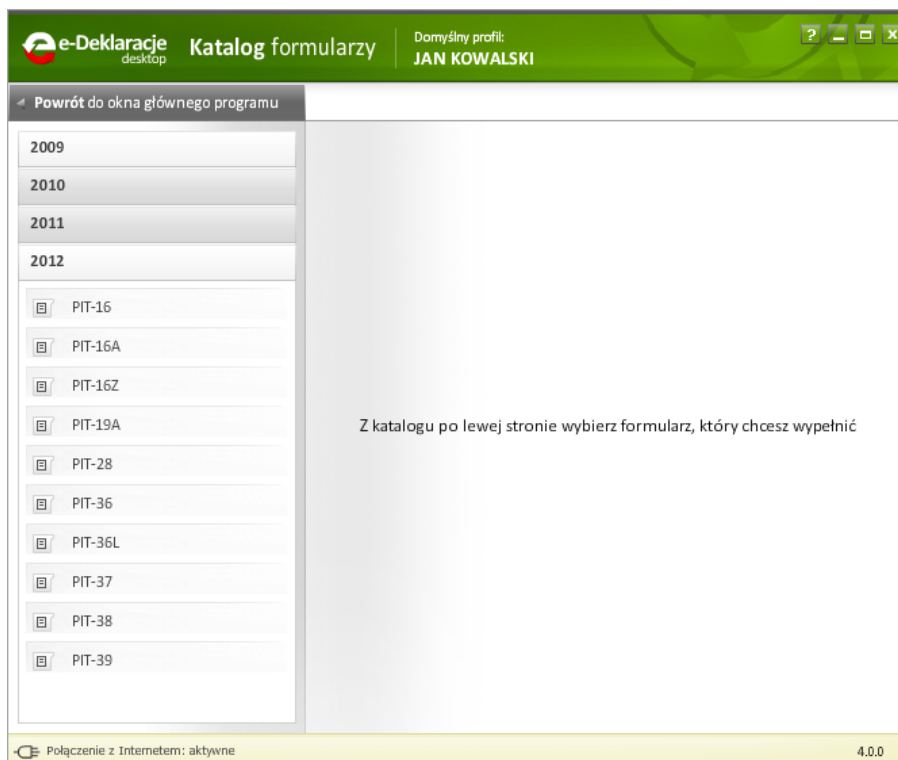 e-Deklaracje
desktop
Katalog formularzy
Domyślny profil:
JAN KOWALSKI
?
Powrót do okna głównego programu
2009
2010
2011
2012
PIT-16
PIT-16A
PIT-16Z
PIT-19A
PIT-28
PIT-36
PIT-36L
PIT-37
PIT-38
PIT-39
Z katalogu po lewej stronie wybierz formularz, który chcesz wypełnić
Połączenie z Internetem: aktywne
4.0.0